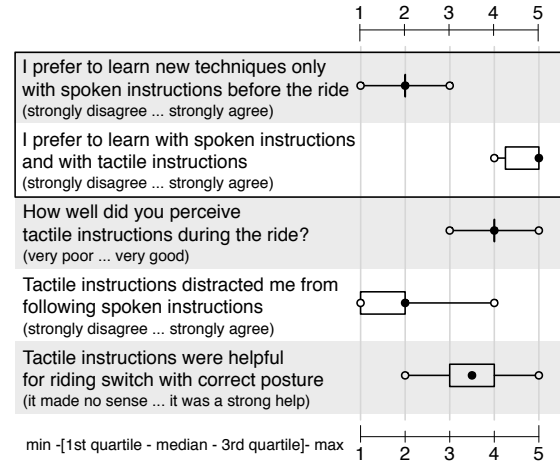 1 2 3 4 5
I prefer to learn new techniques only
with spoken instructions before the ride
(strongly disagree ... strongly agree)
I prefer to learn with spoken instructions
and with tactile instructions
(strongly disagree ... strongly agree)
How well did you perceive
tactile instructions during the ride?
(very poor ... very good)
Tactile instructions distracted me from
following spoken instructions
(strongly disagree ... strongly agree)
Tactile instructions were helpful
for riding switch with correct posture
(it made no sense ... it was a strong help)
min -[1st quartile - median - 3rd quartile]- max
1 2 3 4 5